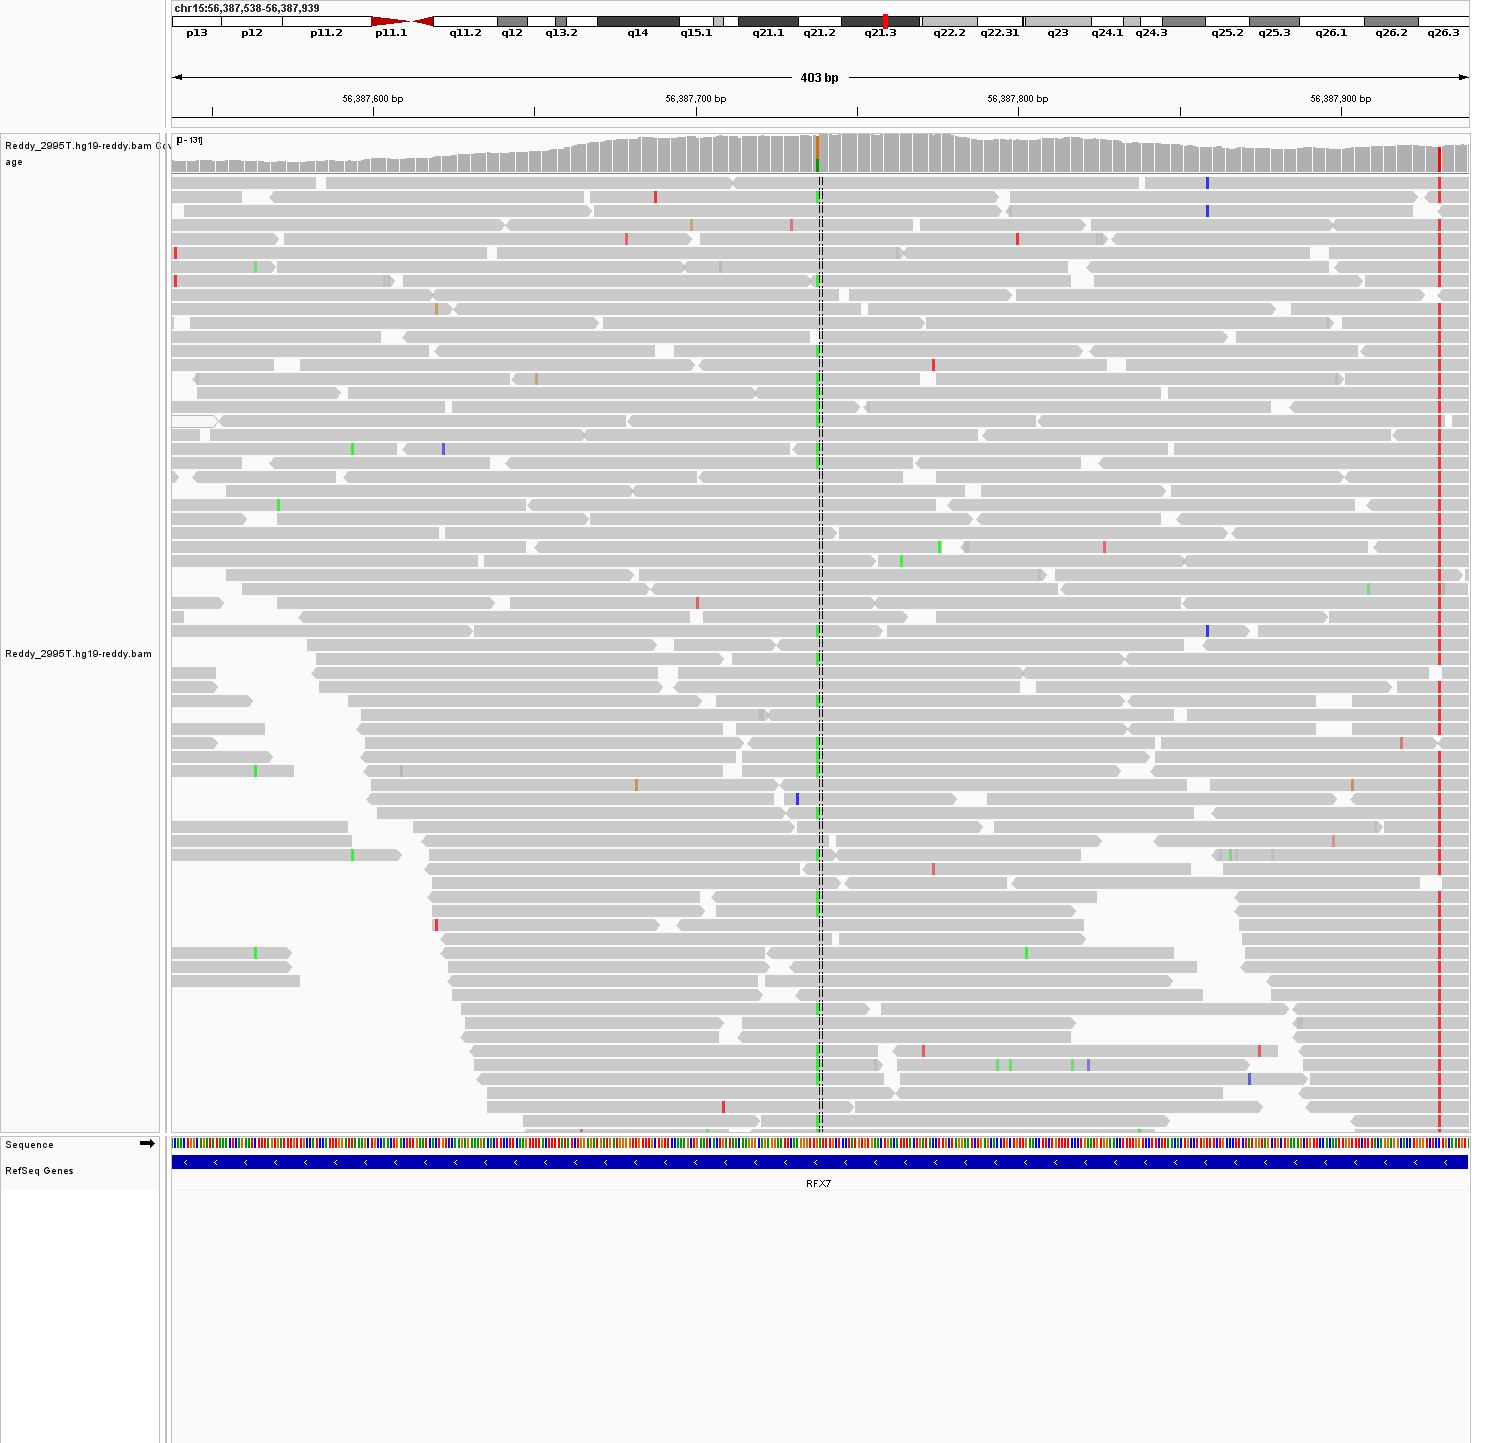 chr15:56,387,538-56,387,939
p13 p12 p11.2 p11.1 q11.2 q12 q13.2 q14 q15.1 q21.1 q21.2 q21.3 q22.2 q22.31 q23 q24.1 q24.3 q25.2 q25.3 q26.1 q26.2 q26.3
403 bp
56,387,600 bp 56,387,700 bp 56,387,800 bp 56,387,900 bp
[0 - 131]
Reddy_2995T.hg19-reddy.bam Cov
age
Reddy_2995T.hg19-reddy.bam
Sequence
RefSeq Genes
RFX7